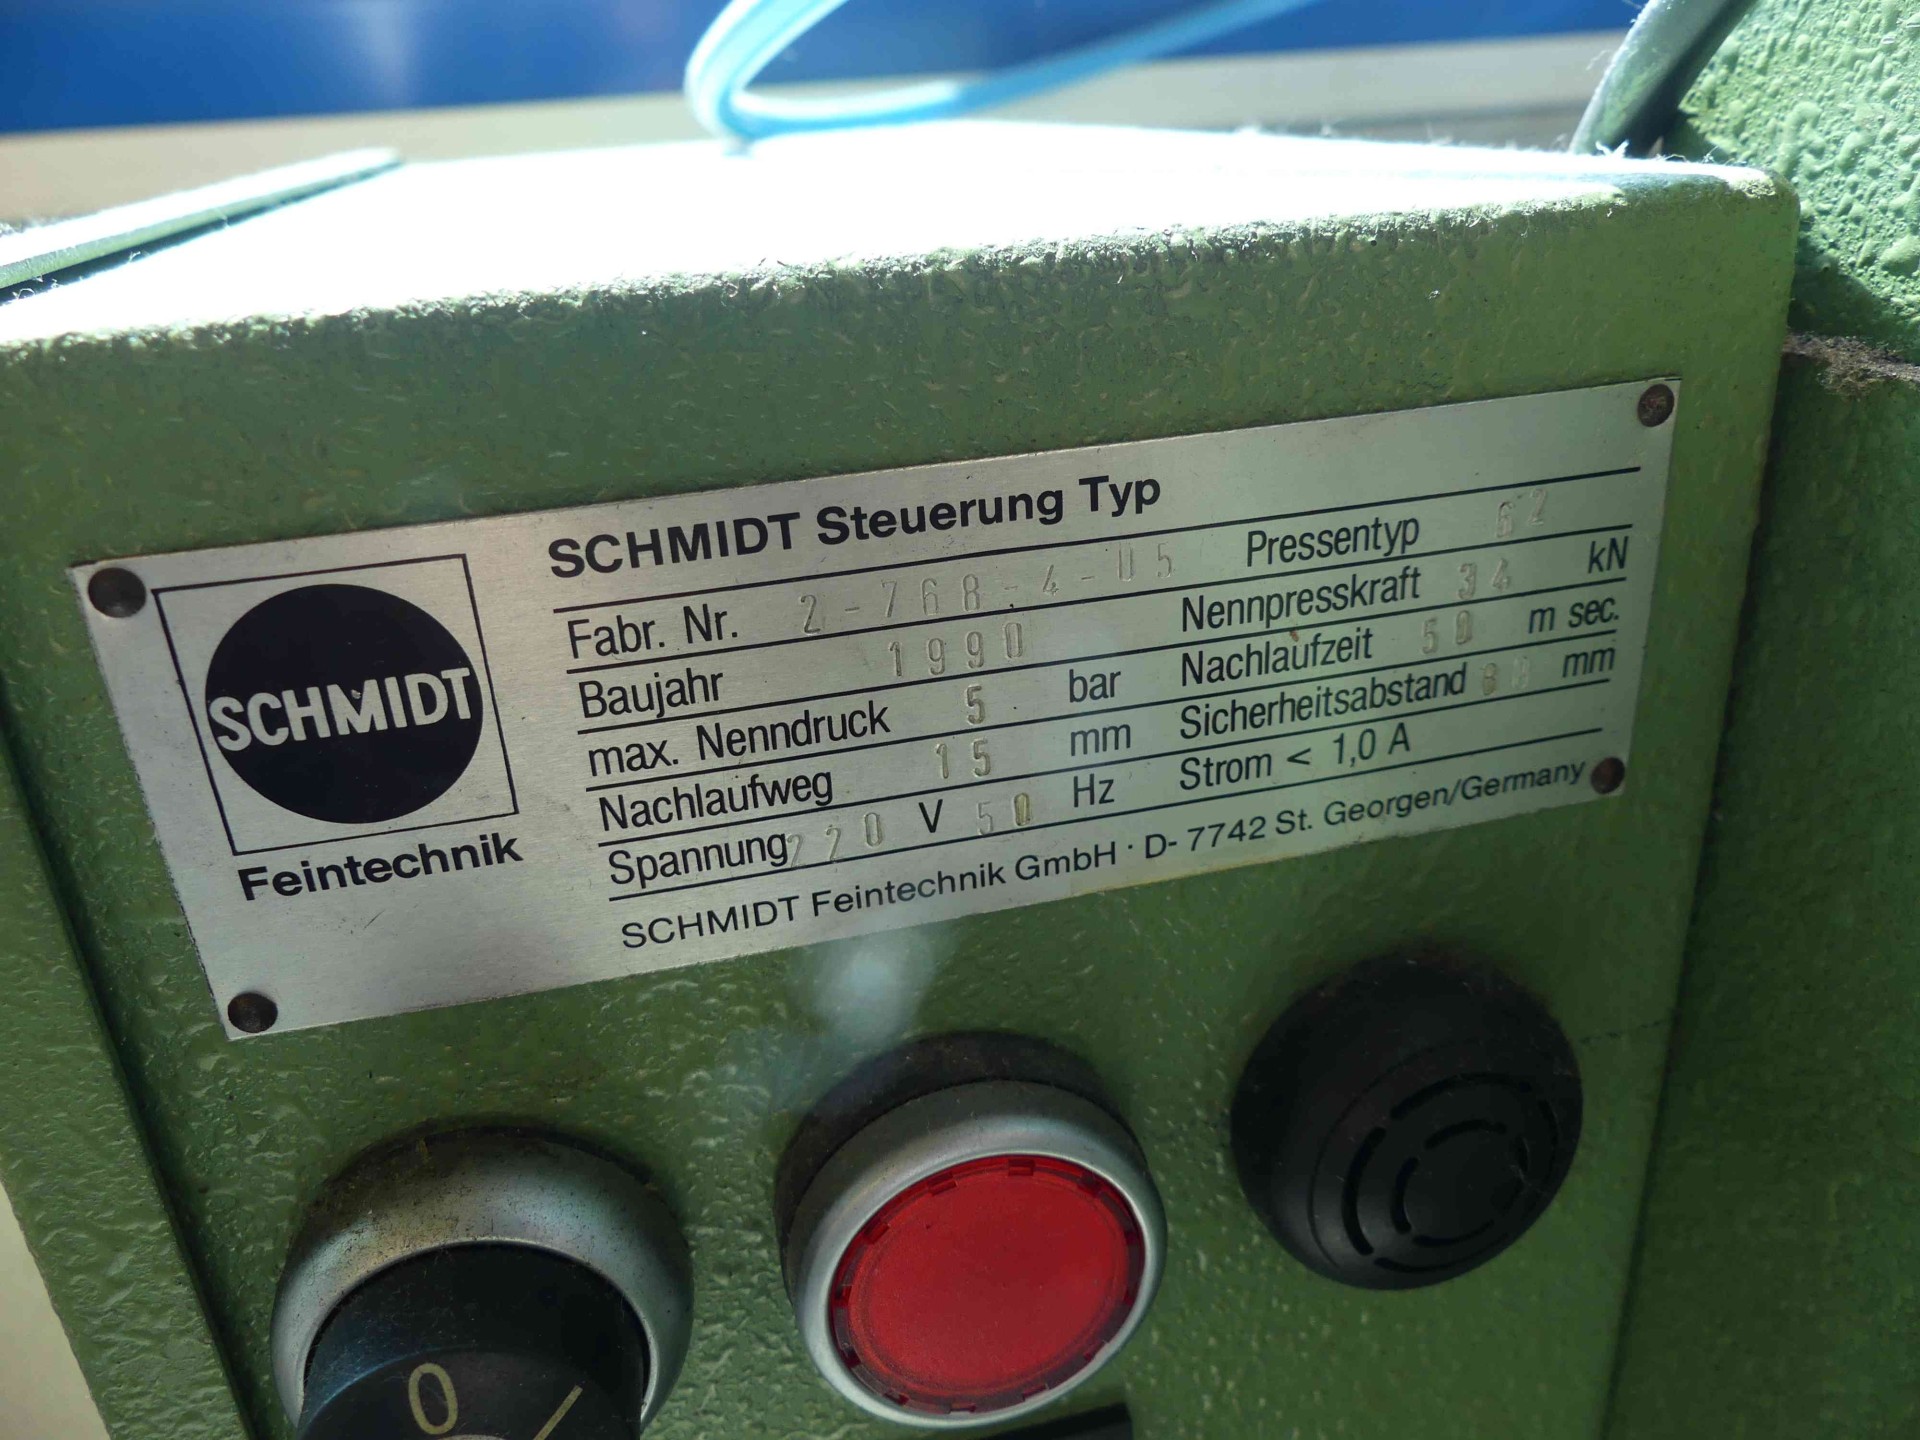 SCHMIDT
Feintechnik
SCHMIDT Steuerung Typ
Fabr. Nr. 2-768-4-05 Pressentyp 62
Baujahr 1990 Nennpresskraft 34 kN
max. Nenndruck 5 bar Nachlaufzeit 50 m sec.
Nachlaufweg 15 mm Sicherheitsabstand mm
Spannung 220 V 50 Hz Strom < 1,0 A
SCHMIDT Feintechnik GmbH · D- 7742 St. Georgen/Germany
0